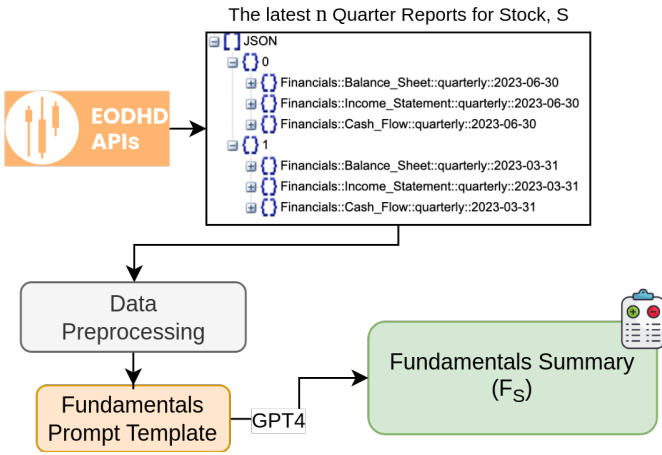 The latest n Quarter Reports for Stock, S
JSON
0
Financials::Balance_Sheet::quarterly::2023-06-30
Financials::Income_Statement::quarterly::2023-06-30
Financials::Cash_Flow::quarterly::2023-06-30
1
Financials::Balance_Sheet::quarterly::2023-03-31
Financials::Income_Statement::quarterly::2023-03-31
Financials::Cash_Flow::quarterly::2023-03-31
EODHD
APIs
Data
Preprocessing
Fundamentals
Prompt Template
GPT4
Fundamentals Summary
(F_S)